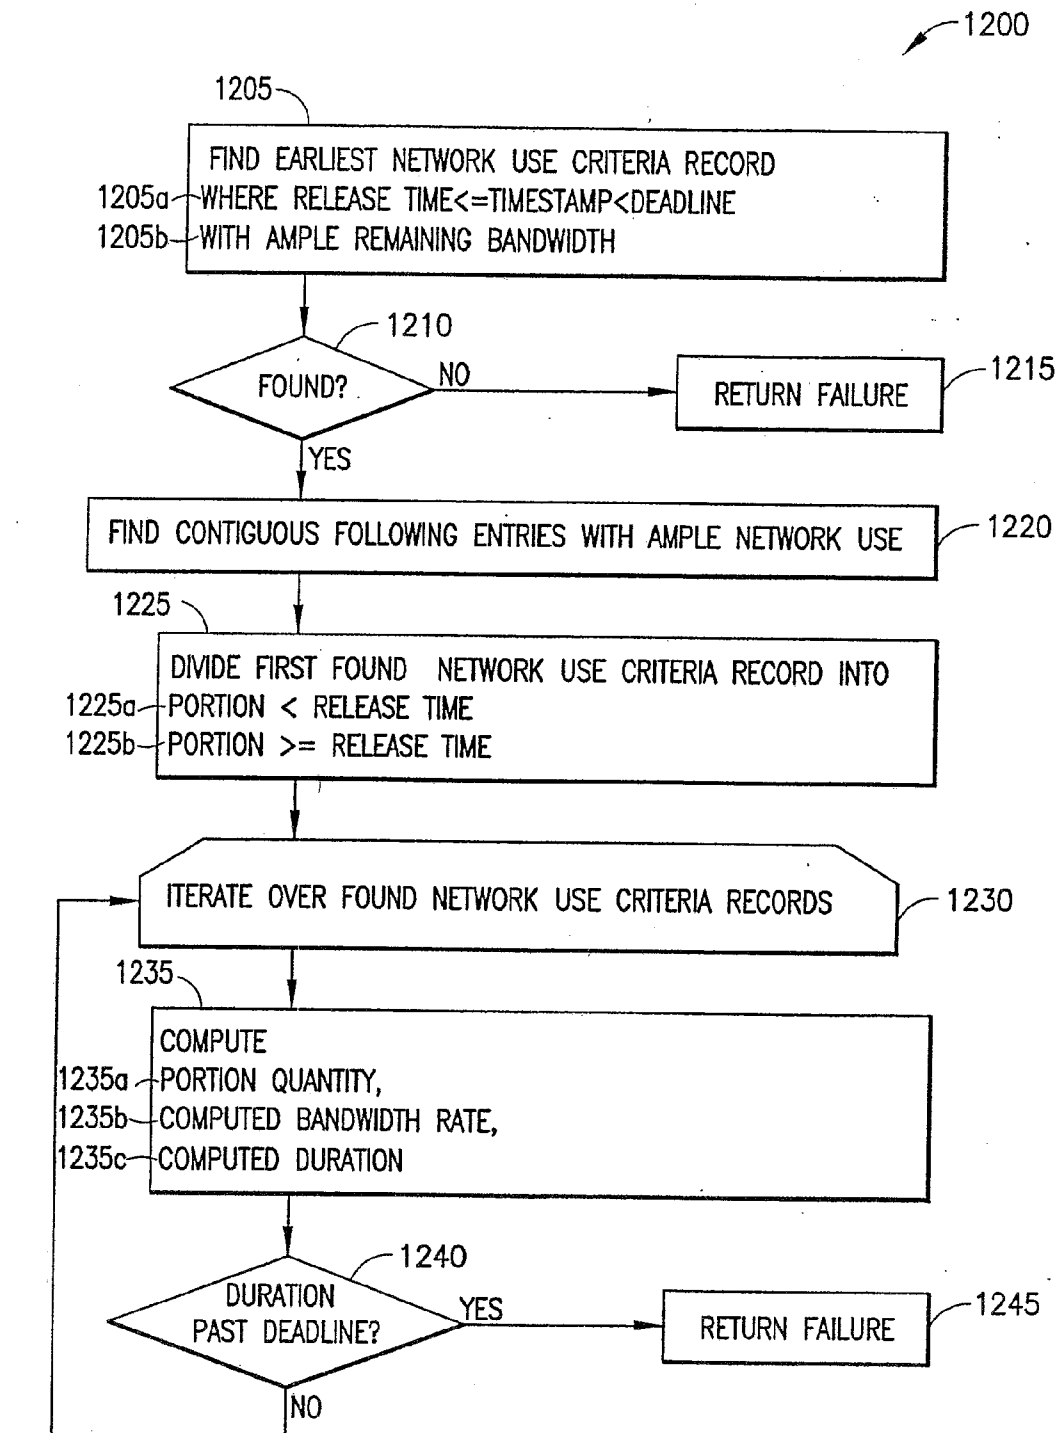 1200
1205
FIND EARLIEST NETWORK USE CRITERIA RECORD
1205a WHERE RELEASE TIME<=TIMESTAMP<DEADLINE
1205b WITH AMPLE REMAINING BANDWIDTH
1210
FOUND?
NO
RETURN FAILURE
1215
YES
FIND CONTIGUOUS FOLLOWING ENTRIES WITH AMPLE NETWORK USE
1220
1225
DIVIDE FIRST FOUND NETWORK USE CRITERIA RECORD INTO
1225a PORTION < RELEASE TIME
1225b PORTION >= RELEASE TIME
ITERATE OVER FOUND NETWORK USE CRITERIA RECORDS
1230
1235
COMPUTE
1235a PORTION QUANTITY,
1235b COMPUTED BANDWIDTH RATE,
1235c COMPUTED DURATION
1240
DURATION
PAST DEADLINE?
YES
RETURN FAILURE
1245
NO